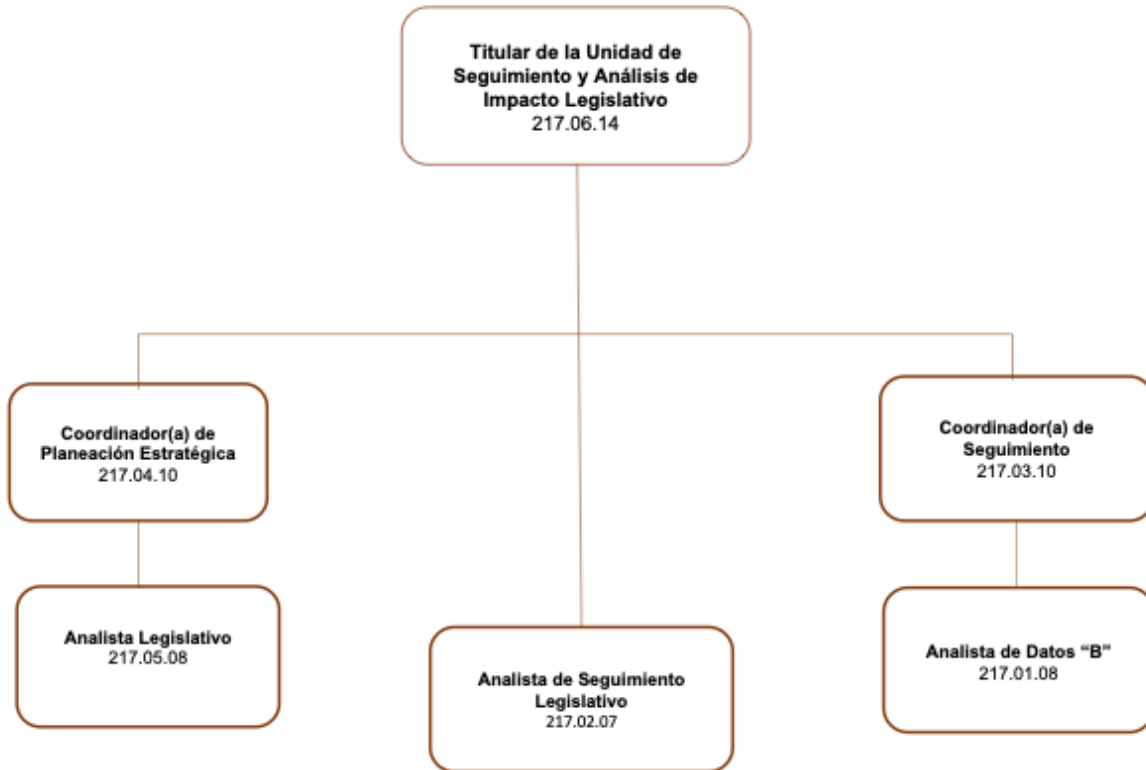 Titular de la Unidad de
Seguimiento y Análisis de
Impacto Legislativo
217.06.14
Coordinador(a) de
Planeación Estratégica
217.04.10
Coordinador(a) de
Seguimiento
217.03.10
Analista Legislativo
217.05.08
Analista de Seguimiento
Legislativo
217.02.07
Analista de Datos “B”
217.01.08